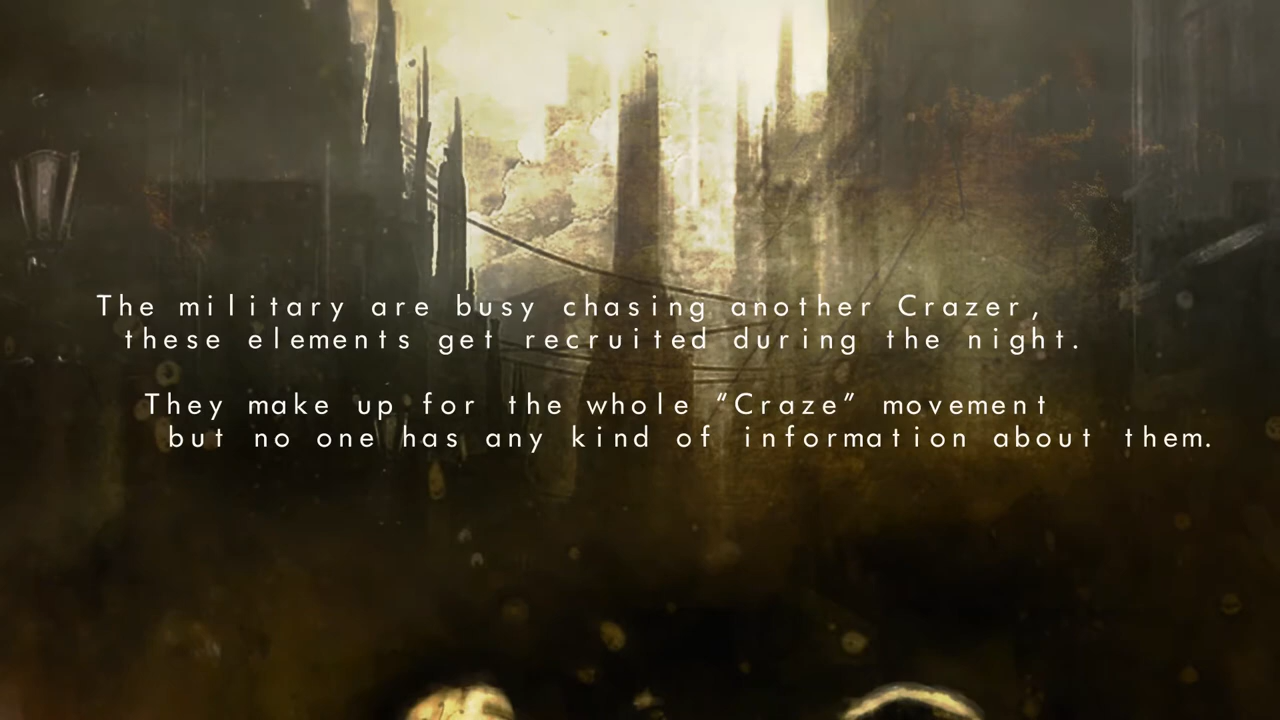 The military are busy chasing another Crazer,
these elements get recruited during the night.
They make up for the whole “Craze” movement
but no one has any kind of information about them.